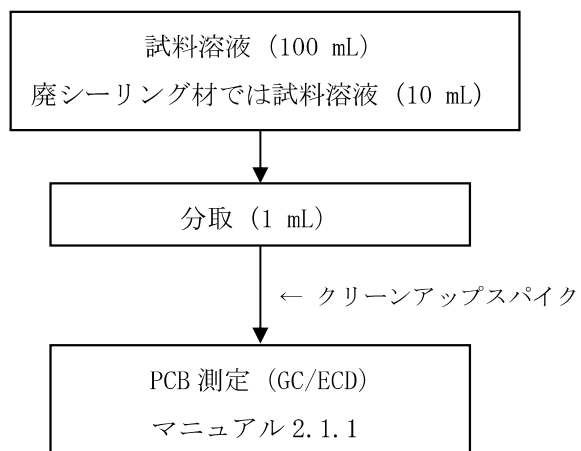 試料溶液 (100 mL)
廃シーリング材では試料溶液 (10 mL)
分取 (1 mL)
← クリーンアップスパイク
PCB 測定 (GC/ECD)
マニュアル 2.1.1